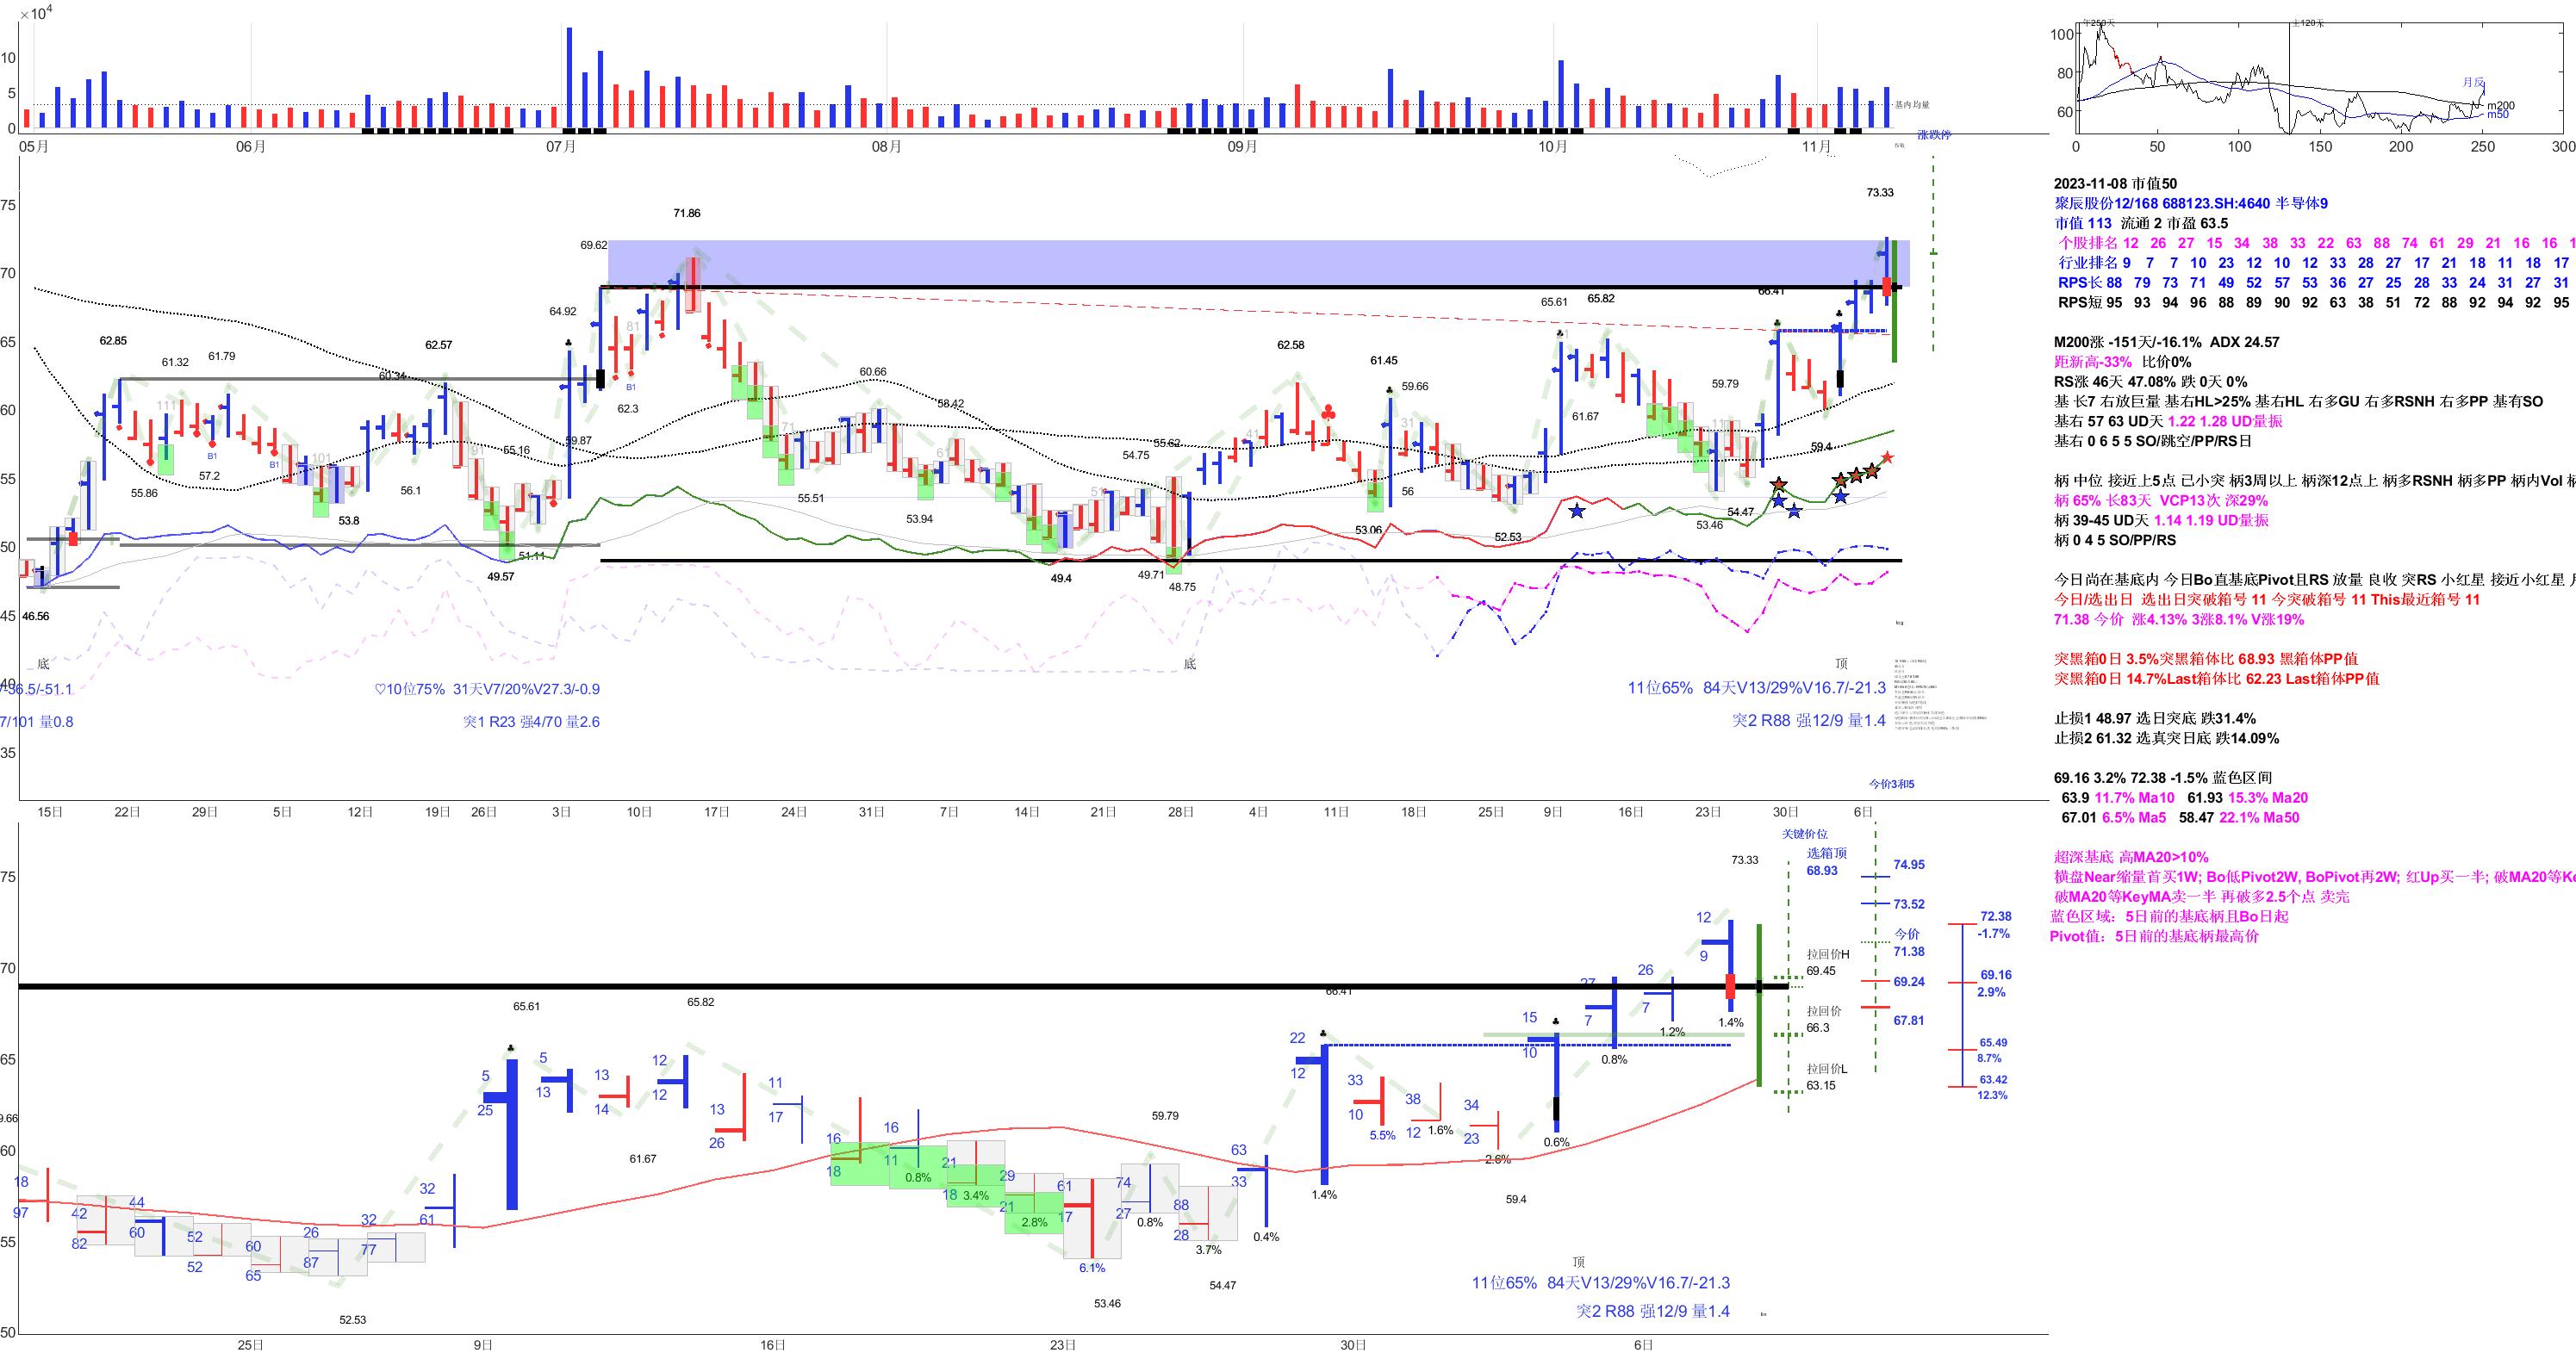 ×10⁴
10
5
0
基内均量
涨跌停
05月 06月 07月 08月 09月 10月 11月
年250天 上120天
100
80
60
月反
m200
m50
0 50 100 150 200 250 300
75
70
65
60
55
50
45
40
35
62.85
61.32
61.79
60.34
62.57
64.92
69.62
71.86
60.66
58.42
62.58
61.45
59.66
65.61
65.82
66.41
73.33
111
101
91
81
71
61
51
41
31
11
B1
B1
B1
55.86
57.2
53.8
56.1
55.16
59.87
62.3
51.11
49.57
55.51
53.94
54.75
55.62
49.4
49.71
48.75
53.06
56
52.53
61.67
59.79
53.46
54.47
59.4
46.56
底
底
顶
-36.5/-51.1
♡10位75% 31天V7/20%V27.3/-0.9
11位65% 84天V13/29%V16.7/-21.3
7/101 量0.8
突1 R23 强4/70 量2.6
突2 R88 强12/9 量1.4
今价3和5
15日 22日 29日 5日 12日 19日 26日 3日 10日 17日 24日 31日 7日 14日 21日 28日 4日 11日 18日 25日 9日 16日 23日 30日 6日
2023-11-08 市值50
聚辰股份12/168 688123.SH:4640 半导体9
市值 113 流通 2 市盈 63.5
个股排名 12 26 27 15 34 38 33 22 63 88 74 61 29 21 16 16 1
行业排名 9 7 7 10 23 12 10 12 33 28 27 17 21 18 11 18 17
RPS长 88 79 73 71 49 52 57 53 36 27 25 28 33 24 31 27 31
RPS短 95 93 94 96 88 89 90 92 63 38 51 72 88 92 94 92 95
M200涨 -151天/-16.1% ADX 24.57
距新高-33% 比价0%
RS涨 46天 47.08% 跌 0天 0%
基 长7 右放巨量 基右HL>25% 基右HL 右多GU 右多RSNH 右多PP 基有SO
基右 57 63 UD天 1.22 1.28 UD量振
基右 0 6 5 5 SO/跳空/PP/RS日
柄 中位 接近上5点 已小突 柄3周以上 柄深12点上 柄多RSNH 柄多PP 柄内Vol
柄 65% 长83天 VCP13次 深29%
柄 39-45 UD天 1.14 1.19 UD量振
柄 0 4 5 SO/PP/RS
今日尚在基底内 今日Bo直基底Pivot且RS 放量 良收 突RS 小红星 接近小红星
今日/选出日 选出日突破箱号 11 今突破箱号 11 This最近箱号 11
71.38 今价 涨4.13% 3涨8.1% V涨19%
突黑箱0日 3.5%突黑箱体比 68.93 黑箱体PP值
突黑箱0日 14.7%Last箱体比 62.23 Last箱体PP值
止损1 48.97 选日突底 跌31.4%
止损2 61.32 选真突日底 跌14.09%
69.16 3.2% 72.38 -1.5% 蓝色区间
63.9 11.7% Ma10 61.93 15.3% Ma20
67.01 6.5% Ma5 58.47 22.1% Ma50
超深基底 高MA20>10%
横盘Near缩量首买1W; Bo低Pivot2W, BoPivot再2W; 红Up买一半; 破MA20等Ke
破MA20等KeyMA卖一半 再破多2.5个点 卖完
蓝色区域：5日前的基底柄且Bo日起
Pivot值：5日前的基底柄最高价
75
70
65
60
55
50
65.61
65.82
66.41
73.33
61.67
59.79
59.4
54.47
53.46
52.53
9.66
18
97
42
82
44
60
52
52
60
65
26
87
32
77
32
61
5
25
5
13
13
14
12
12
13
26
11
17
16
18
16
11
0.8%
21
18
3.4%
29
21
2.8%
61
17
6.1%
74
27
0.8%
88
28
3.7%
63
33
0.4%
22
12
1.4%
33
10
5.5%
38
12
1.6%
34
23
2.6%
15
10
0.6%
27
7
0.8%
26
7
1.2%
12
9
1.4%
关键价位
选箱顶
68.93
拉回价H
69.45
拉回价
66.3
拉回价L
63.15
74.95
73.52
今价
71.38
69.24
67.81
72.38
-1.7%
69.16
2.9%
65.49
8.7%
63.42
12.3%
顶
11位65% 84天V13/29%V16.7/-21.3
突2 R88 强12/9 量1.4
25日 9日 16日 23日 30日 6日